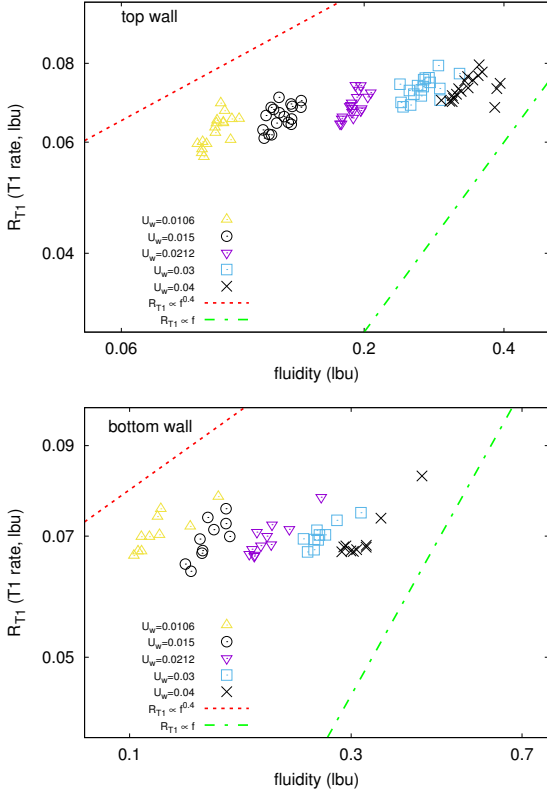 top wall
0.08
0.06
0.04
R_T1 (T1 rate, lbu)
U_w=0.0106
U_w=0.015
U_w=0.0212
U_w=0.03
U_w=0.04
R_T1 ∝ f^0.4
R_T1 ∝ f
0.06
0.2
0.4
fluidity (lbu)
bottom wall
0.09
0.07
0.05
R_T1 (T1 rate, lbu)
U_w=0.0106
U_w=0.015
U_w=0.0212
U_w=0.03
U_w=0.04
R_T1 ∝ f^0.4
R_T1 ∝ f
0.1
0.3
0.7
fluidity (lbu)